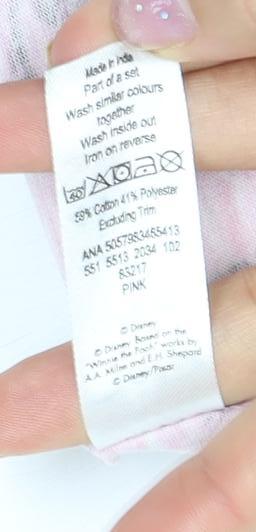 Made in India
Part of a set
Wash similar colours
together
Wash inside out
Iron on reverse
40
59% Cotton 41% Polyester
Excluding Trim
ANA 5057953455413
551 5513 2034 102
83217
PINK
© Disney
© Disney Based on the
"Winnie the Pooh" works by
A.A. Milne and E.H. Shepard
© Disney/Pixar